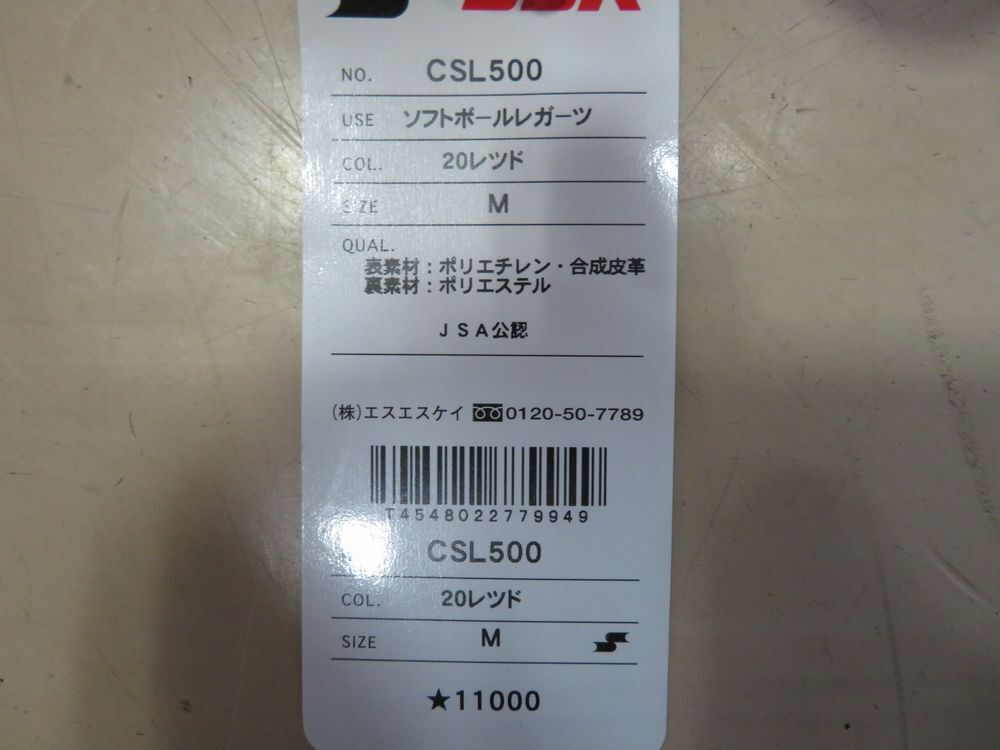 SSK
NO. CSL500
USE ソフトボールレガーツ
COL. 20レツド
SIZE M
QUAL.
表素材：ポリエチレン・合成皮革
裏素材：ポリエステル
ＪＳＡ公認
(株)エスエスケイ 0120-50-7789
T4548022779949
CSL500
COL. 20レツド
SIZE M
★11000